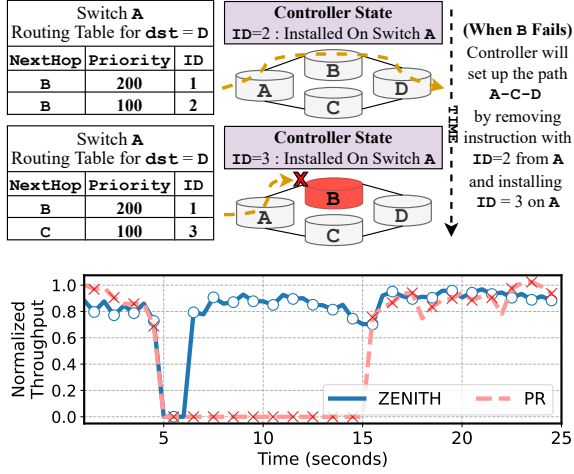 Switch A
Routing Table for dst = D
NextHop Priority ID
B 200 1
B 100 2
Controller State
ID=2 : Installed On Switch A
A
B
C
D
Switch A
Routing Table for dst = D
NextHop Priority ID
B 200 1
C 100 3
Controller State
ID=3 : Installed On Switch A
X
A
B
C
D
TIME
(When B Fails)
Controller will
set up the path
A-C-D
by removing
instruction with
ID=2 from A
and installing
ID = 3 on A
Normalized
Throughput
1.0
0.8
0.6
0.4
0.2
0.0
ZENITH
PR
5 10 15 20 25
Time (seconds)